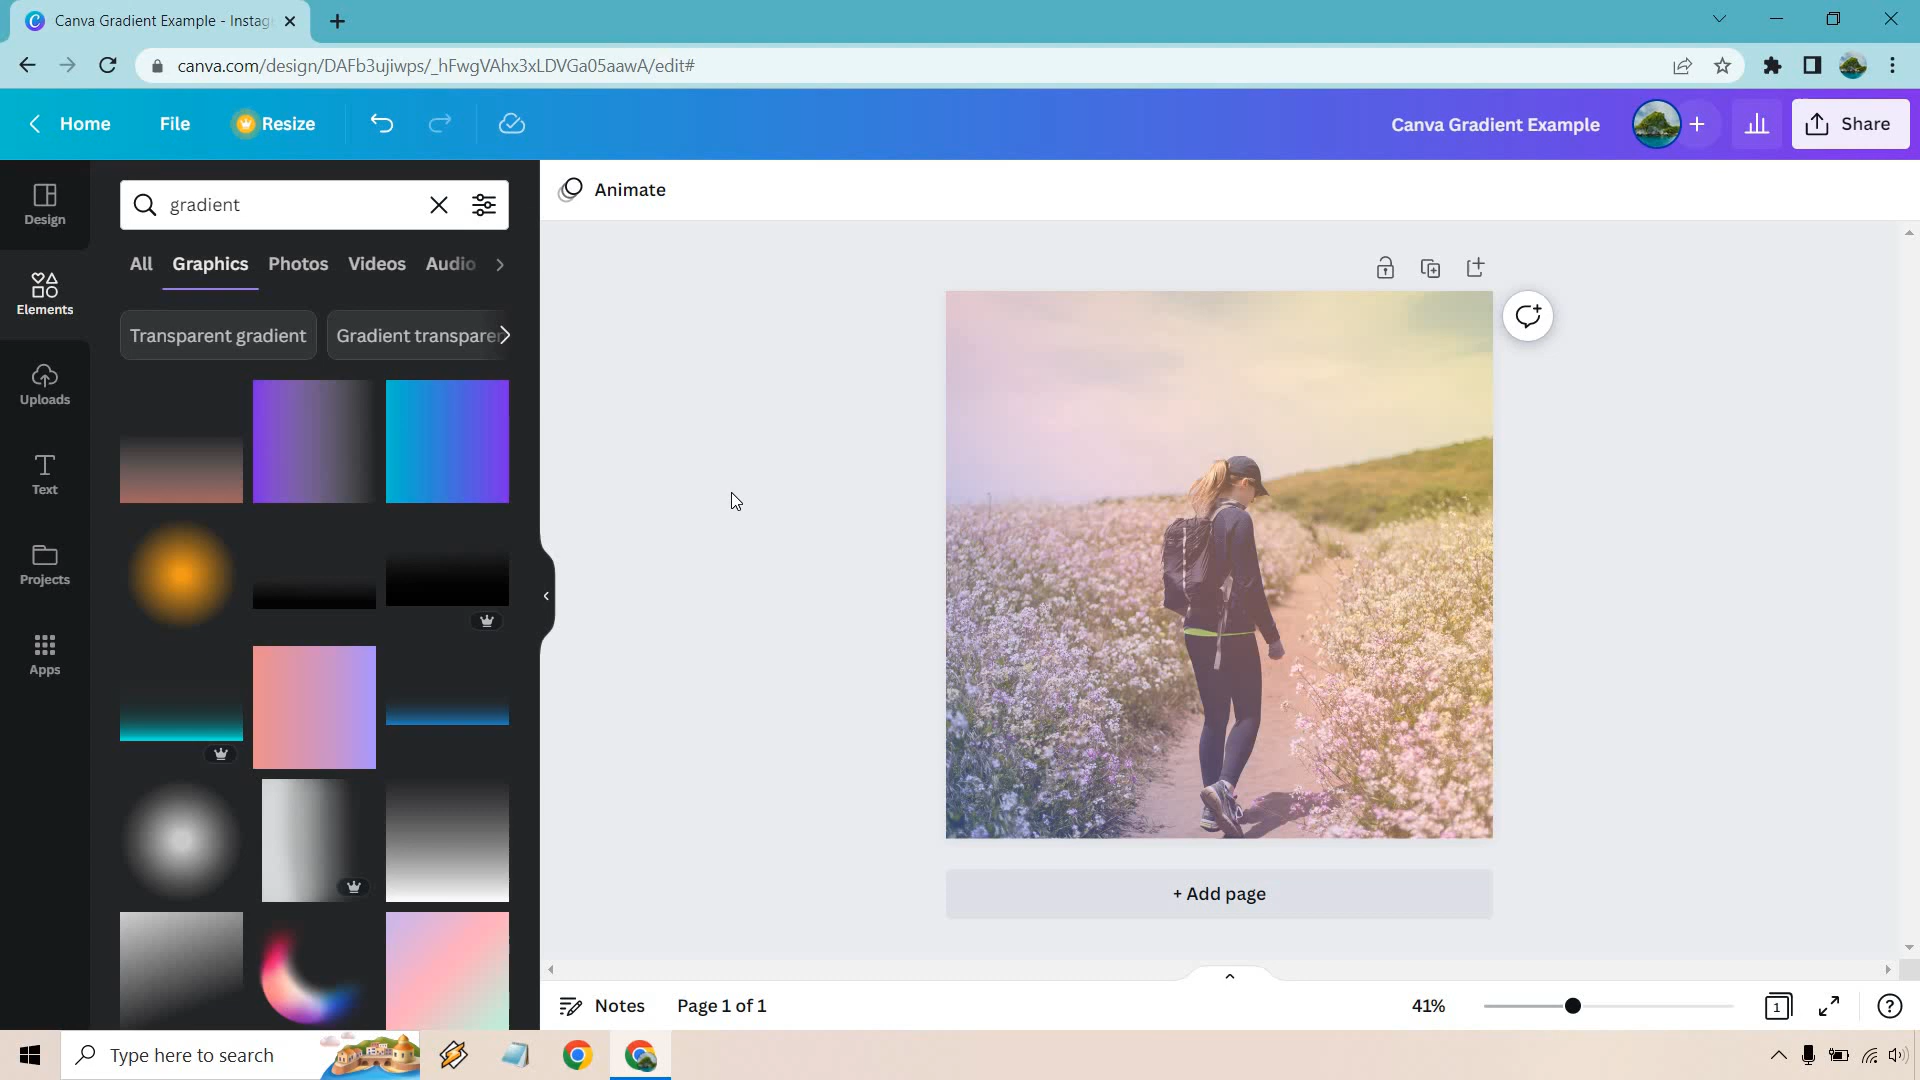 Canva Gradient Example - Instag
canva.com/design/DAFb3ujiwps/_hFwgVAhx3xLDVGa05aawA/edit#
Home File Resize Canva Gradient Example Share
Design
Elements
Uploads
Text
Projects
Apps
gradient
All Graphics Photos Videos Audio
Transparent gradient Gradient transparen
Animate
+ Add page
Notes Page 1 of 1 41% 1
Type here to search